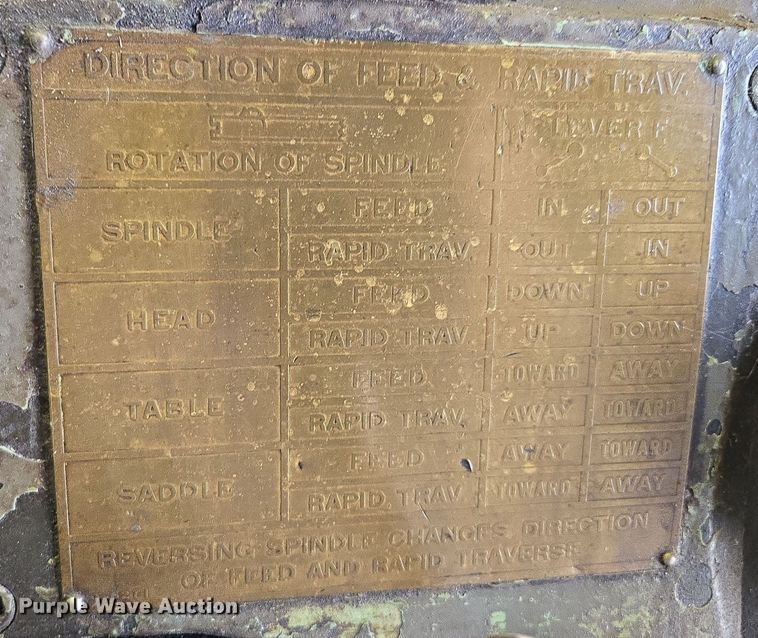 DIRECTION OF FEED & RAPID TRAV.
LEVER F
ROTATION OF SPINDLE
SPINDLE FEED IN OUT
RAPID TRAV. OUT IN
HEAD FEED DOWN UP
RAPID TRAV. UP DOWN
TABLE FEED TOWARD AWAY
RAPID TRAV. AWAY TOWARD
SADDLE FEED AWAY TOWARD
RAPID TRAV. TOWARD AWAY
REVERSING SPINDLE CHANGES DIRECTION
OF FEED AND RAPID TRAVERSE
Purple Wave Auction